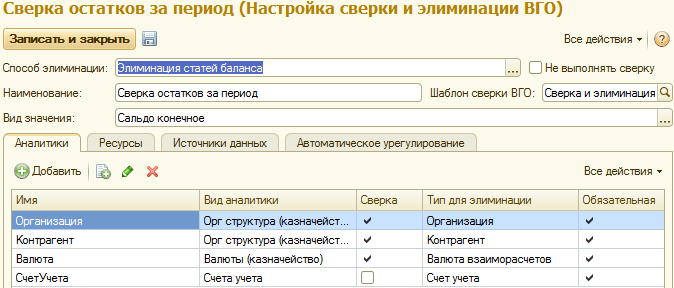 Сверка остатков за период (Настройка сверки и элиминации ВГО)
Записать и закрыть Все действия ?
Способ элиминации: Элиминация статей баланса ... Не выполнять сверку
Наименование: Сверка остатков за период Шаблон сверки ВГО: Сверка и элиминация
Вид значения: Сальдо конечное ...
Аналитики Ресурсы Источники данных Автоматическое урегулирование
Добавить Все действия
Имя Вид аналитики Сверка Тип для элиминации Обязательная
Организация Орг структура (казначейст... Организация
Контрагент Орг структура (казначейст... Контрагент
Валюта Валюты (казначейство) Валюта взаиморасчетов
СчетУчета Счета учета Счет учета